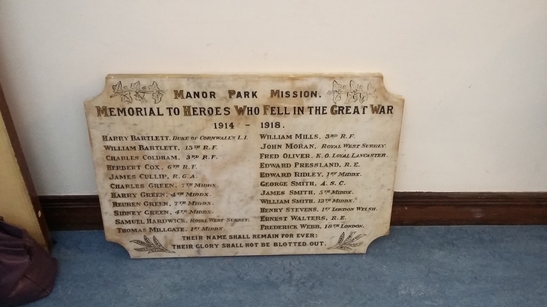 MANOR PARK MISSION.
MEMORIAL TO HEROES WHO FELL IN THE GREAT WAR
1914 - 1918.
HARRY BARTLETT, DUKE OF CORNWALL'S L.I.
WILLIAM BARTLETT, 13TH R.F.
CHARLES COLDHAM, 3RD R.F.
HERBERT COX, 6TH R.F.
JAMES CULLIP, R.G.A.
CHARLES GREEN, 7TH MIDDX.
HARRY GREEN, 4TH MIDDX.
REUBEN GREEN, 7TH MIDDX.
SIDNEY GREEN, 4TH MIDDX.
SAMUEL HARDWICK, ROYAL WEST SURREY.
THOMAS MILLGATE, 1ST MIDDX.
WILLIAM MILLS, 3RD R.F.
JOHN MORAN, ROYAL WEST SURREY
FRED OLIVER, K.O. LOYAL LANCASTER.
EDWARD PRESSLAND, R.E.
EDWARD RIDLEY, 1ST MIDDX.
GEORGE SMITH, A.S.C.
JAMES SMITH, 5TH MIDDX.
WILLIAM SMITH, 13TH MIDDX.
HENRY STEVENS, 1ST LONDON WELSH.
ERNEST WALTERS, R.E.
FREDERICK WEBB, 18TH LONDON.
THEIR NAME SHALL REMAIN FOR EVER:
THEIR GLORY SHALL NOT BE BLOTTED OUT.